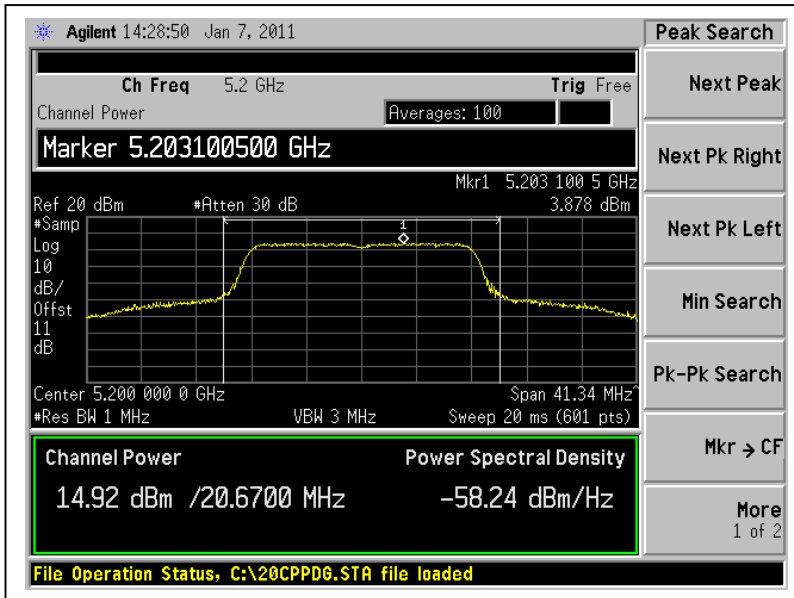 Agilent 14:28:50 Jan 7, 2011
Peak Search
Ch Freq 5.2 GHz Trig Free
Channel Power Averages: 100
Marker 5.203100500 GHz
Mkr1 5.203 100 5 GHz
Ref 20 dBm #Atten 30 dB 3.878 dBm
#Samp
Log
10
dB/
Offst
11
dB
1
Center 5.200 000 0 GHz Span 41.34 MHz^
#Res BW 1 MHz VBW 3 MHz Sweep 20 ms (601 pts)
Channel Power Power Spectral Density
14.92 dBm /20.6700 MHz -58.24 dBm/Hz
File Operation Status, C:\20CPPDG.STA file loaded
Next Peak
Next Pk Right
Next Pk Left
Min Search
Pk-Pk Search
Mkr → CF
More
1 of 2